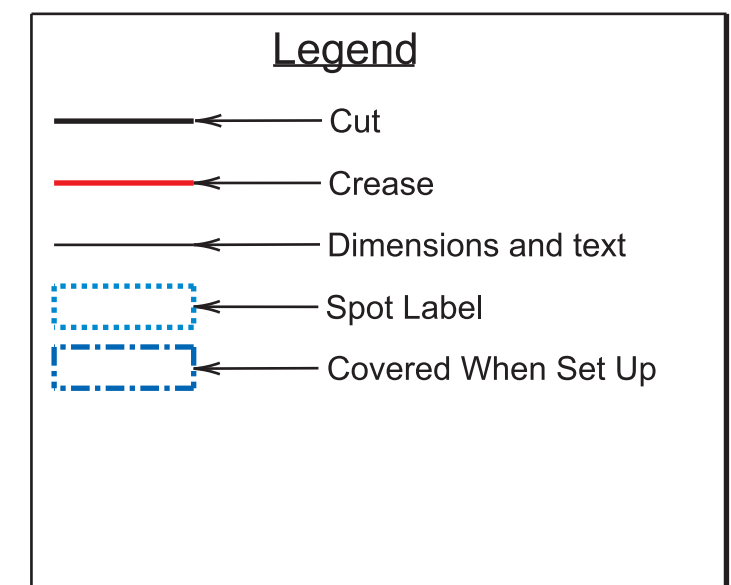 Legend
Cut
Crease
Dimensions and text
Spot Label
Covered When Set Up